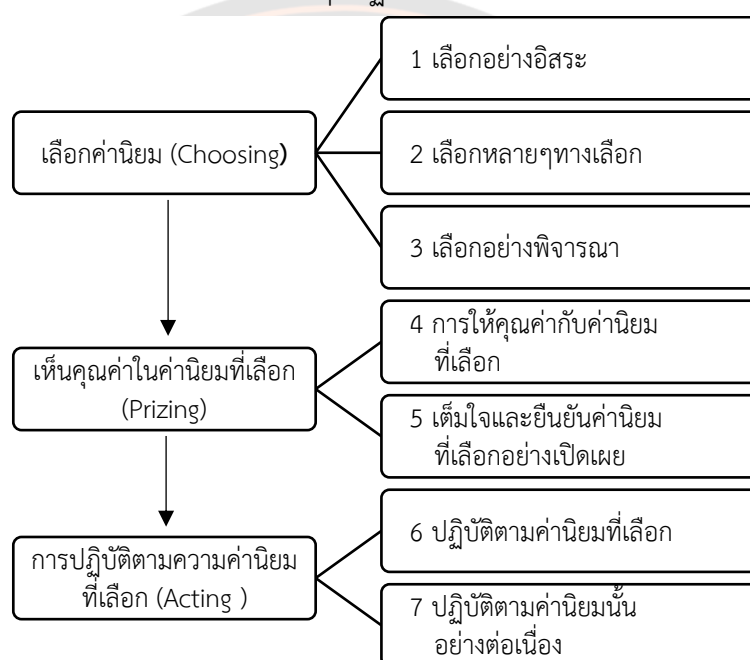 เลือกค่านิยม (Choosing)
1 เลือกอย่างอิสระ
2 เลือกหลายๆทางเลือก
3 เลือกอย่างพิจารณา
เห็นคุณค่าในค่านิยมที่เลือก
(Prizing)
4 การให้คุณค่ากับค่านิยม
ที่เลือก
5 เต็มใจและยืนยันค่านิยม
ที่เลือกอย่างเปิดเผย
การปฏิบัติตามความค่านิยม
ที่เลือก (Acting )
6 ปฏิบัติตามค่านิยมที่เลือก
7 ปฏิบัติตามค่านิยมนั้น
อย่างต่อเนื่อง